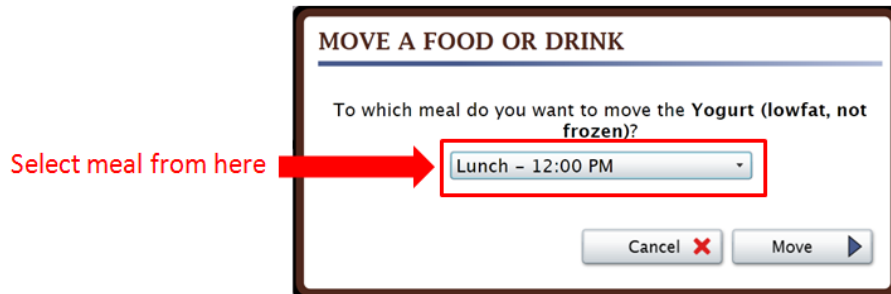 MOVE A FOOD OR DRINK
To which meal do you want to move the Yogurt (lowfat, not
frozen)?
Select meal from here
Lunch – 12:00 PM
Cancel
Move